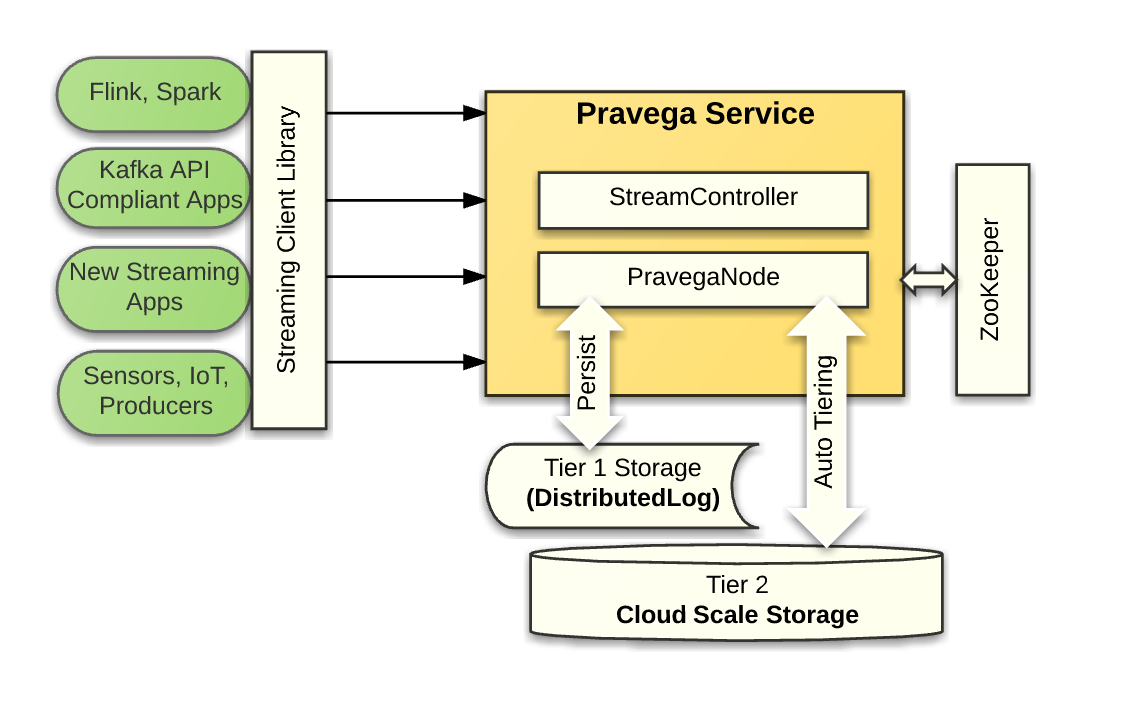 Flink, Spark
Kafka API
Compliant Apps
New Streaming
Apps
Sensors, IoT,
Producers
Streaming Client Library
Pravega Service
StreamController
PravegaNode
Persist
Auto Tiering
ZooKeeper
Tier 1 Storage
(DistributedLog)
Tier 2
Cloud Scale Storage